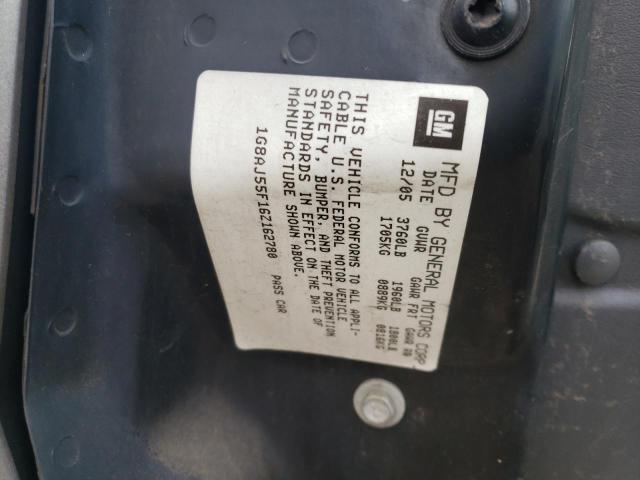 GM
MFD BY GENERAL MOTORS CORP
DATE GVWR GAWR FRT GAWR RR
12/05 3760LB 1960LB 1800LB
1705KG 0889KG 0816KG
THIS VEHICLE CONFORMS TO ALL APPLI-
CABLE U.S. FEDERAL MOTOR VEHICLE
SAFETY, BUMPER, AND THEFT PREVENTION
STANDARDS IN EFFECT ON THE DATE OF
MANUFACTURE SHOWN ABOVE.
1G8AJ55F16Z162780 PASS CAR